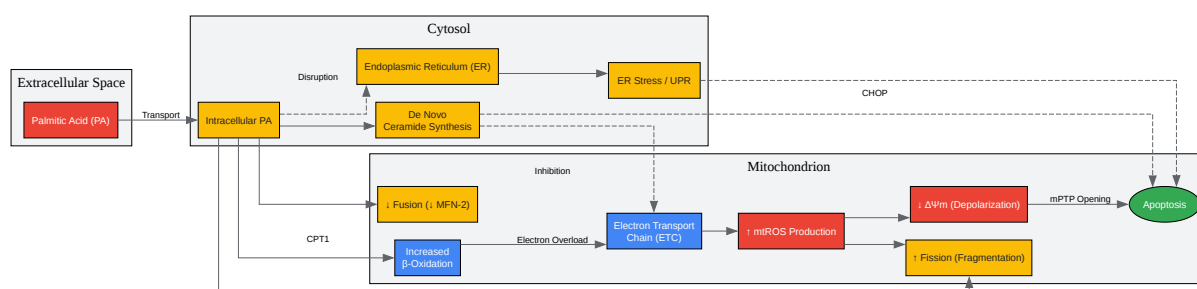 Cytosol
Extracellular Space
Palmitic Acid (PA)
Transport
Intracellular PA
Disruption
Endoplasmic Reticulum (ER)
De Novo
Ceramide Synthesis
ER Stress / UPR
CHOP
Mitochondrion
Inhibition
↓ Fusion (↓ MFN-2)
CPT1
Increased
β-Oxidation
Electron Overload
Electron Transport
Chain (ETC)
↑ mtROS Production
↓ ΔΨm (Depolarization)
mPTP Opening
Apoptosis
↑ Fission (Fragmentation)